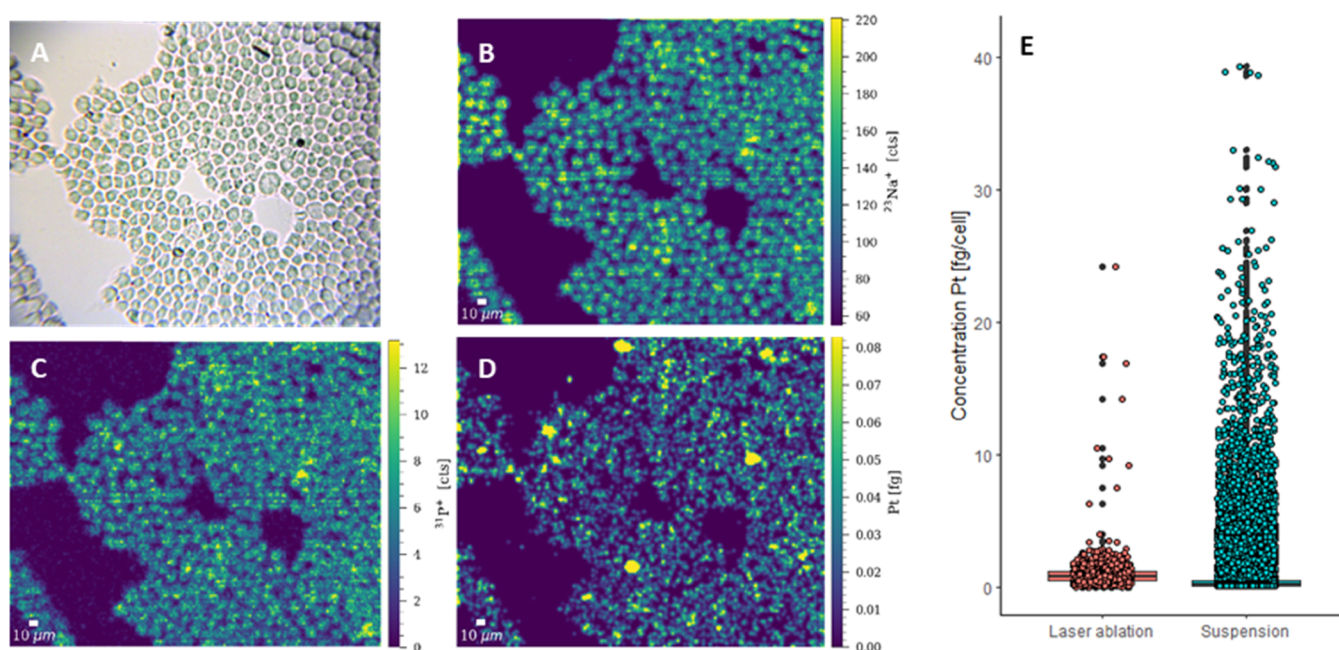 A
B
10 μm
220
200
180
160
140
120
100
80
60
²³Na⁺ [cts]
C
10 μm
12
10
8
6
4
2
0
³¹P⁺ [cts]
D
10 μm
0.08
0.07
0.06
0.05
0.04
0.03
0.02
0.01
0.00
Pt [fg]
E
Concentration Pt [fg/cell]
40
30
20
10
0
Laser ablation
Suspension